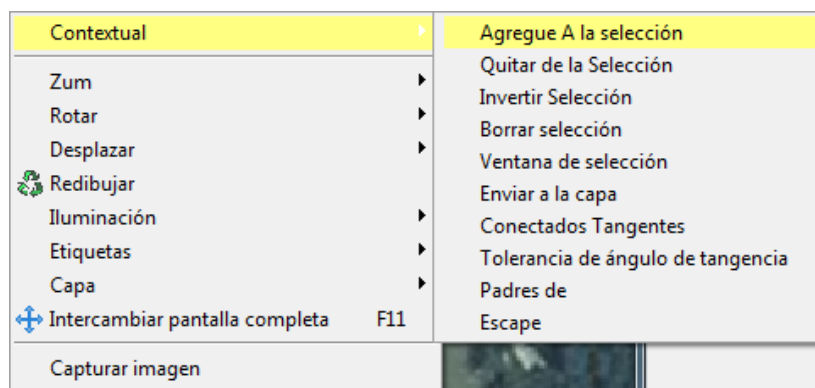 Contextual
Zum
Rotar
Desplazar
Redibujar
Iluminación
Etiquetas
Capa
Intercambiar pantalla completa F11
Capturar imagen
Agregue A la selección
Quitar de la Selección
Invertir Selección
Borrar selección
Ventana de selección
Enviar a la capa
Conectados Tangentes
Tolerancia de ángulo de tangencia
Padres de
Escape